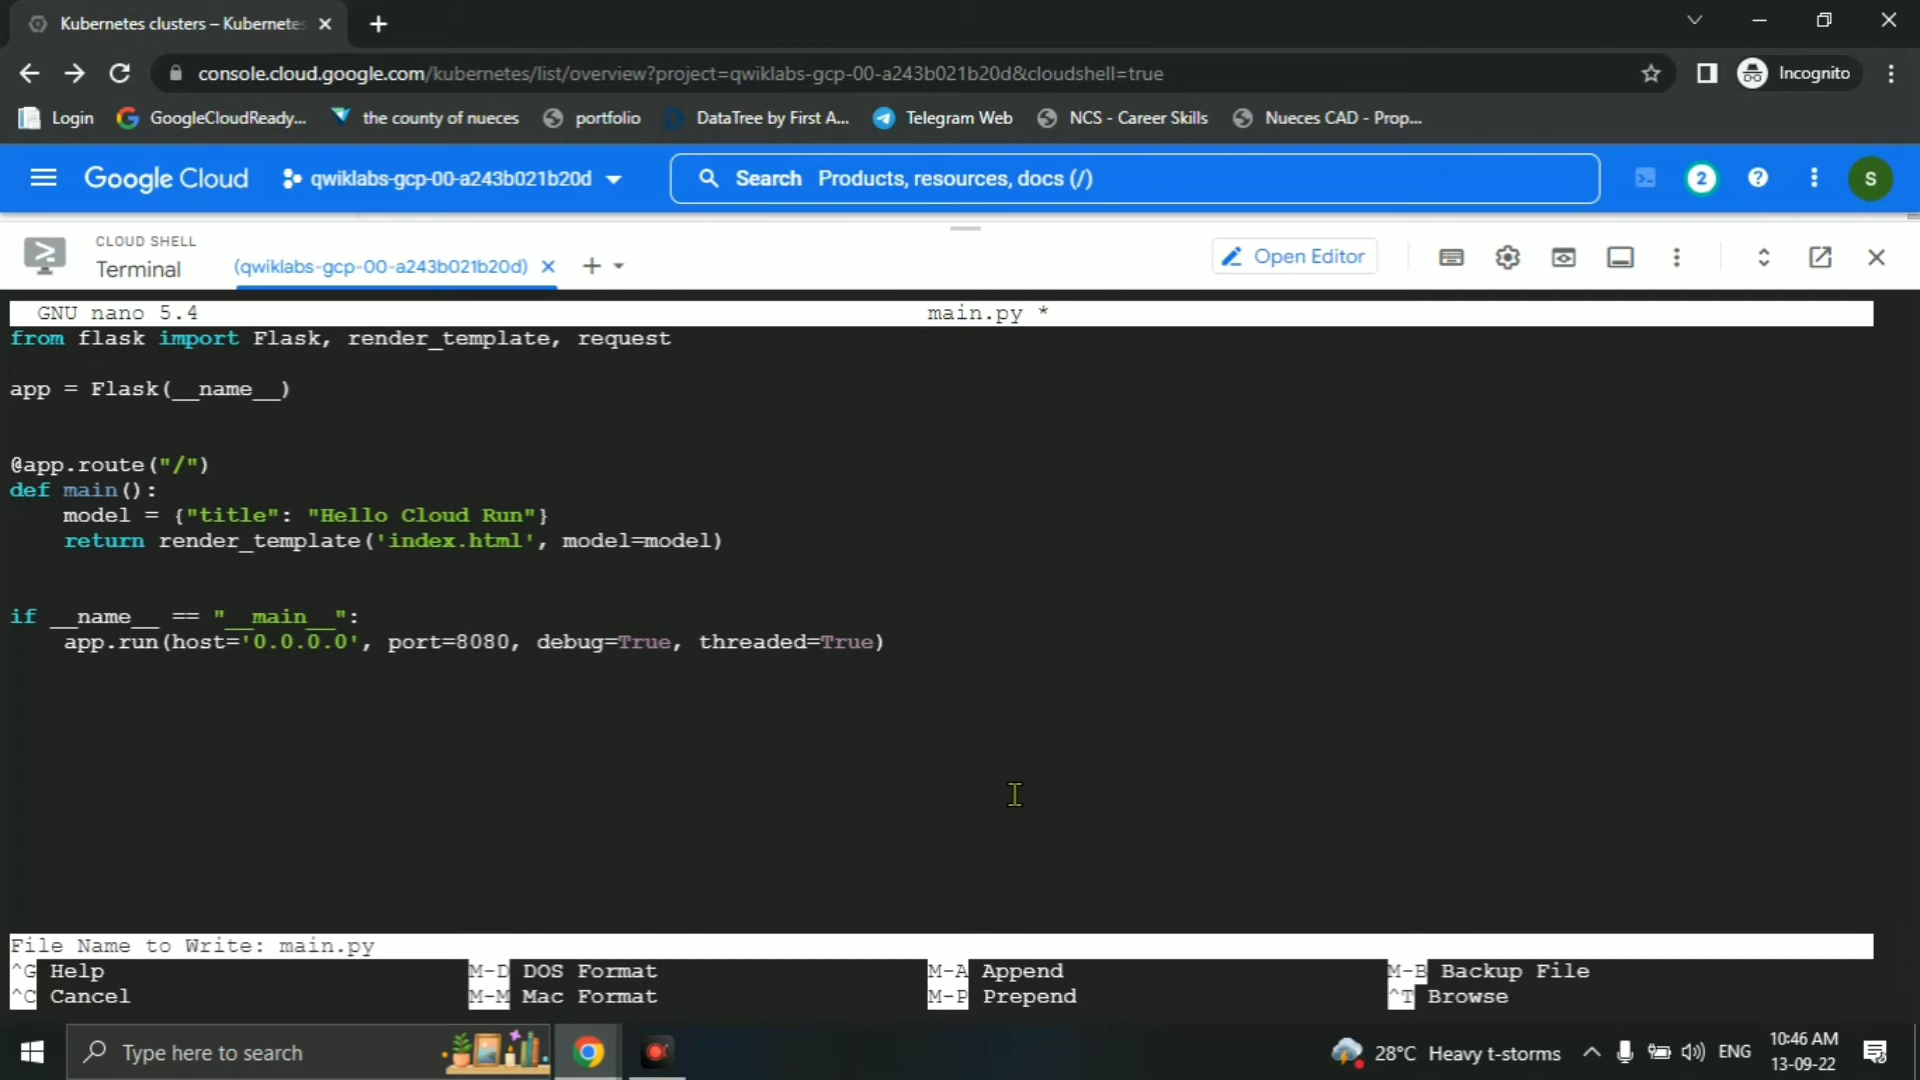 Kubernetes clusters – Kubernete
console.cloud.google.com/kubernetes/list/overview?project=qwiklabs-gcp-00-a243b021b20d&cloudshell=true
Incognito
Login GoogleCloudReady... the county of nueces portfolio DataTree by First A... Telegram Web NCS - Career Skills Nueces CAD - Prop...
Google Cloud qwiklabs-gcp-00-a243b021b20d Search Products, resources, docs (/) 2 ? S
CLOUD SHELL
Terminal (qwiklabs-gcp-00-a243b021b20d) Open Editor
GNU nano 5.4 main.py *
from flask import Flask, render_template, request
app = Flask(__name__)
@app.route("/")
def main():
    model = {"title": "Hello Cloud Run"}
    return render_template('index.html', model=model)
if __name__ == "__main__":
    app.run(host='0.0.0.0', port=8080, debug=True, threaded=True)
File Name to Write: main.py
^G Help M-D DOS Format M-A Append M-B Backup File
^C Cancel M-M Mac Format M-P Prepend ^T Browse
Type here to search 28°C Heavy t-storms ENG 10:46 AM
13-09-22